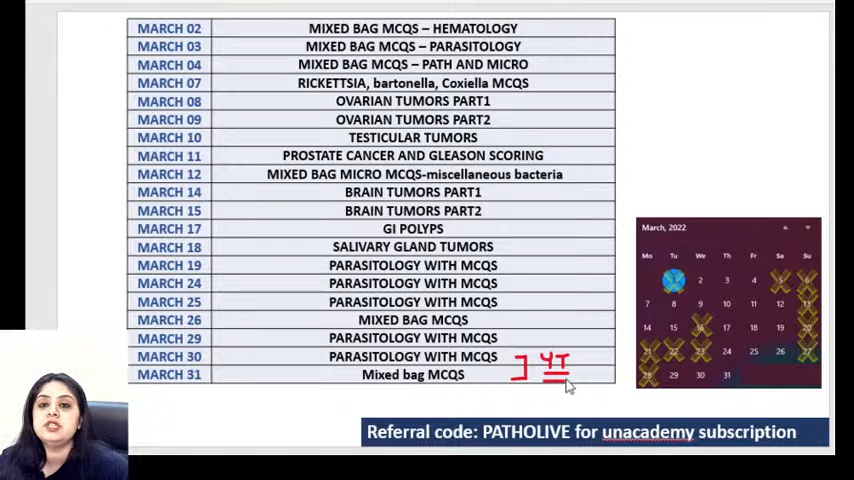 MARCH 02 MIXED BAG MCQS – HEMATOLOGY
MARCH 03 MIXED BAG MCQS – PARASITOLOGY
MARCH 04 MIXED BAG MCQS – PATH AND MICRO
MARCH 07 RICKETTSIA, bartonella, Coxiella MCQS
MARCH 08 OVARIAN TUMORS PART1
MARCH 09 OVARIAN TUMORS PART2
MARCH 10 TESTICULAR TUMORS
MARCH 11 PROSTATE CANCER AND GLEASON SCORING
MARCH 12 MIXED BAG MICRO MCQS-miscellaneous bacteria
MARCH 14 BRAIN TUMORS PART1
MARCH 15 BRAIN TUMORS PART2
MARCH 17 GI POLYPS
MARCH 18 SALIVARY GLAND TUMORS
MARCH 19 PARASITOLOGY WITH MCQS
MARCH 24 PARASITOLOGY WITH MCQS
MARCH 25 PARASITOLOGY WITH MCQS
MARCH 26 MIXED BAG MCQS
MARCH 29 PARASITOLOGY WITH MCQS
MARCH 30 PARASITOLOGY WITH MCQS
MARCH 31 Mixed bag MCQS
YT
March, 2022
Mo Tu We Th Fr Sa Su
1 2 3 4 5 6
7 8 9 10 11 12 13
14 15 16 17 18 19 20
21 22 23 24 25 26 27
28 29 30 31
Referral code: PATHOLIVE for unacademy subscription